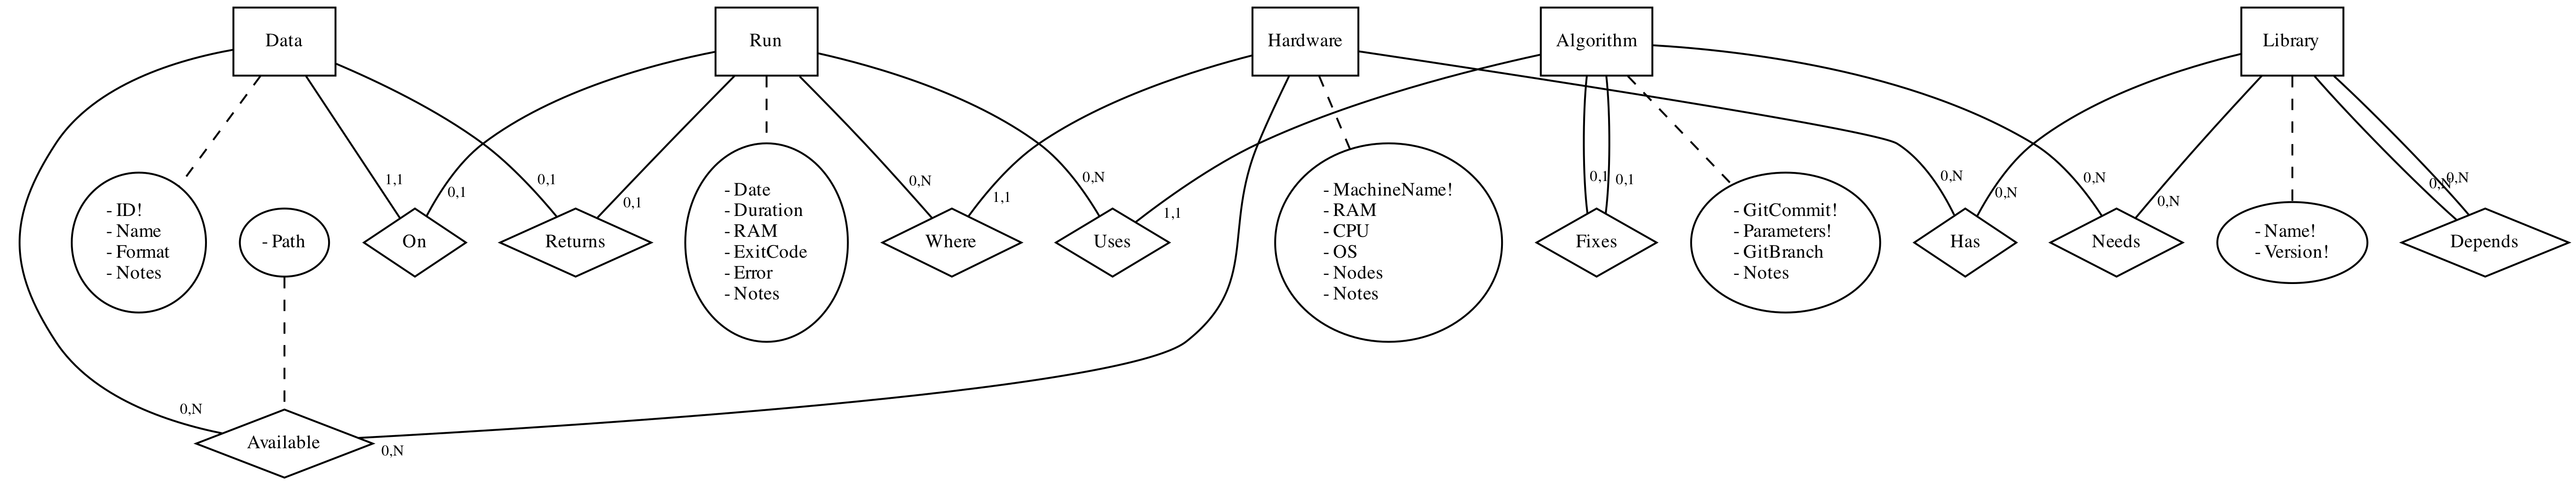 Data
Run
Hardware
Algorithm
Library
1,1
0,1
0,1
0,1
0,N
1,1
0,N
1,1
0,1
0,1
0,N
0,N
0,N
0,N
0,N
0,N
- ID!
- Name
- Format
- Notes
- Path
On
Returns
- Date
- Duration
- RAM
- ExitCode
- Error
- Notes
Where
Uses
- MachineName!
- RAM
- CPU
- OS
- Nodes
- Notes
Fixes
- GitCommit!
- Parameters!
- GitBranch
- Notes
Has
Needs
- Name!
- Version!
Depends
0,N
Available
0,N